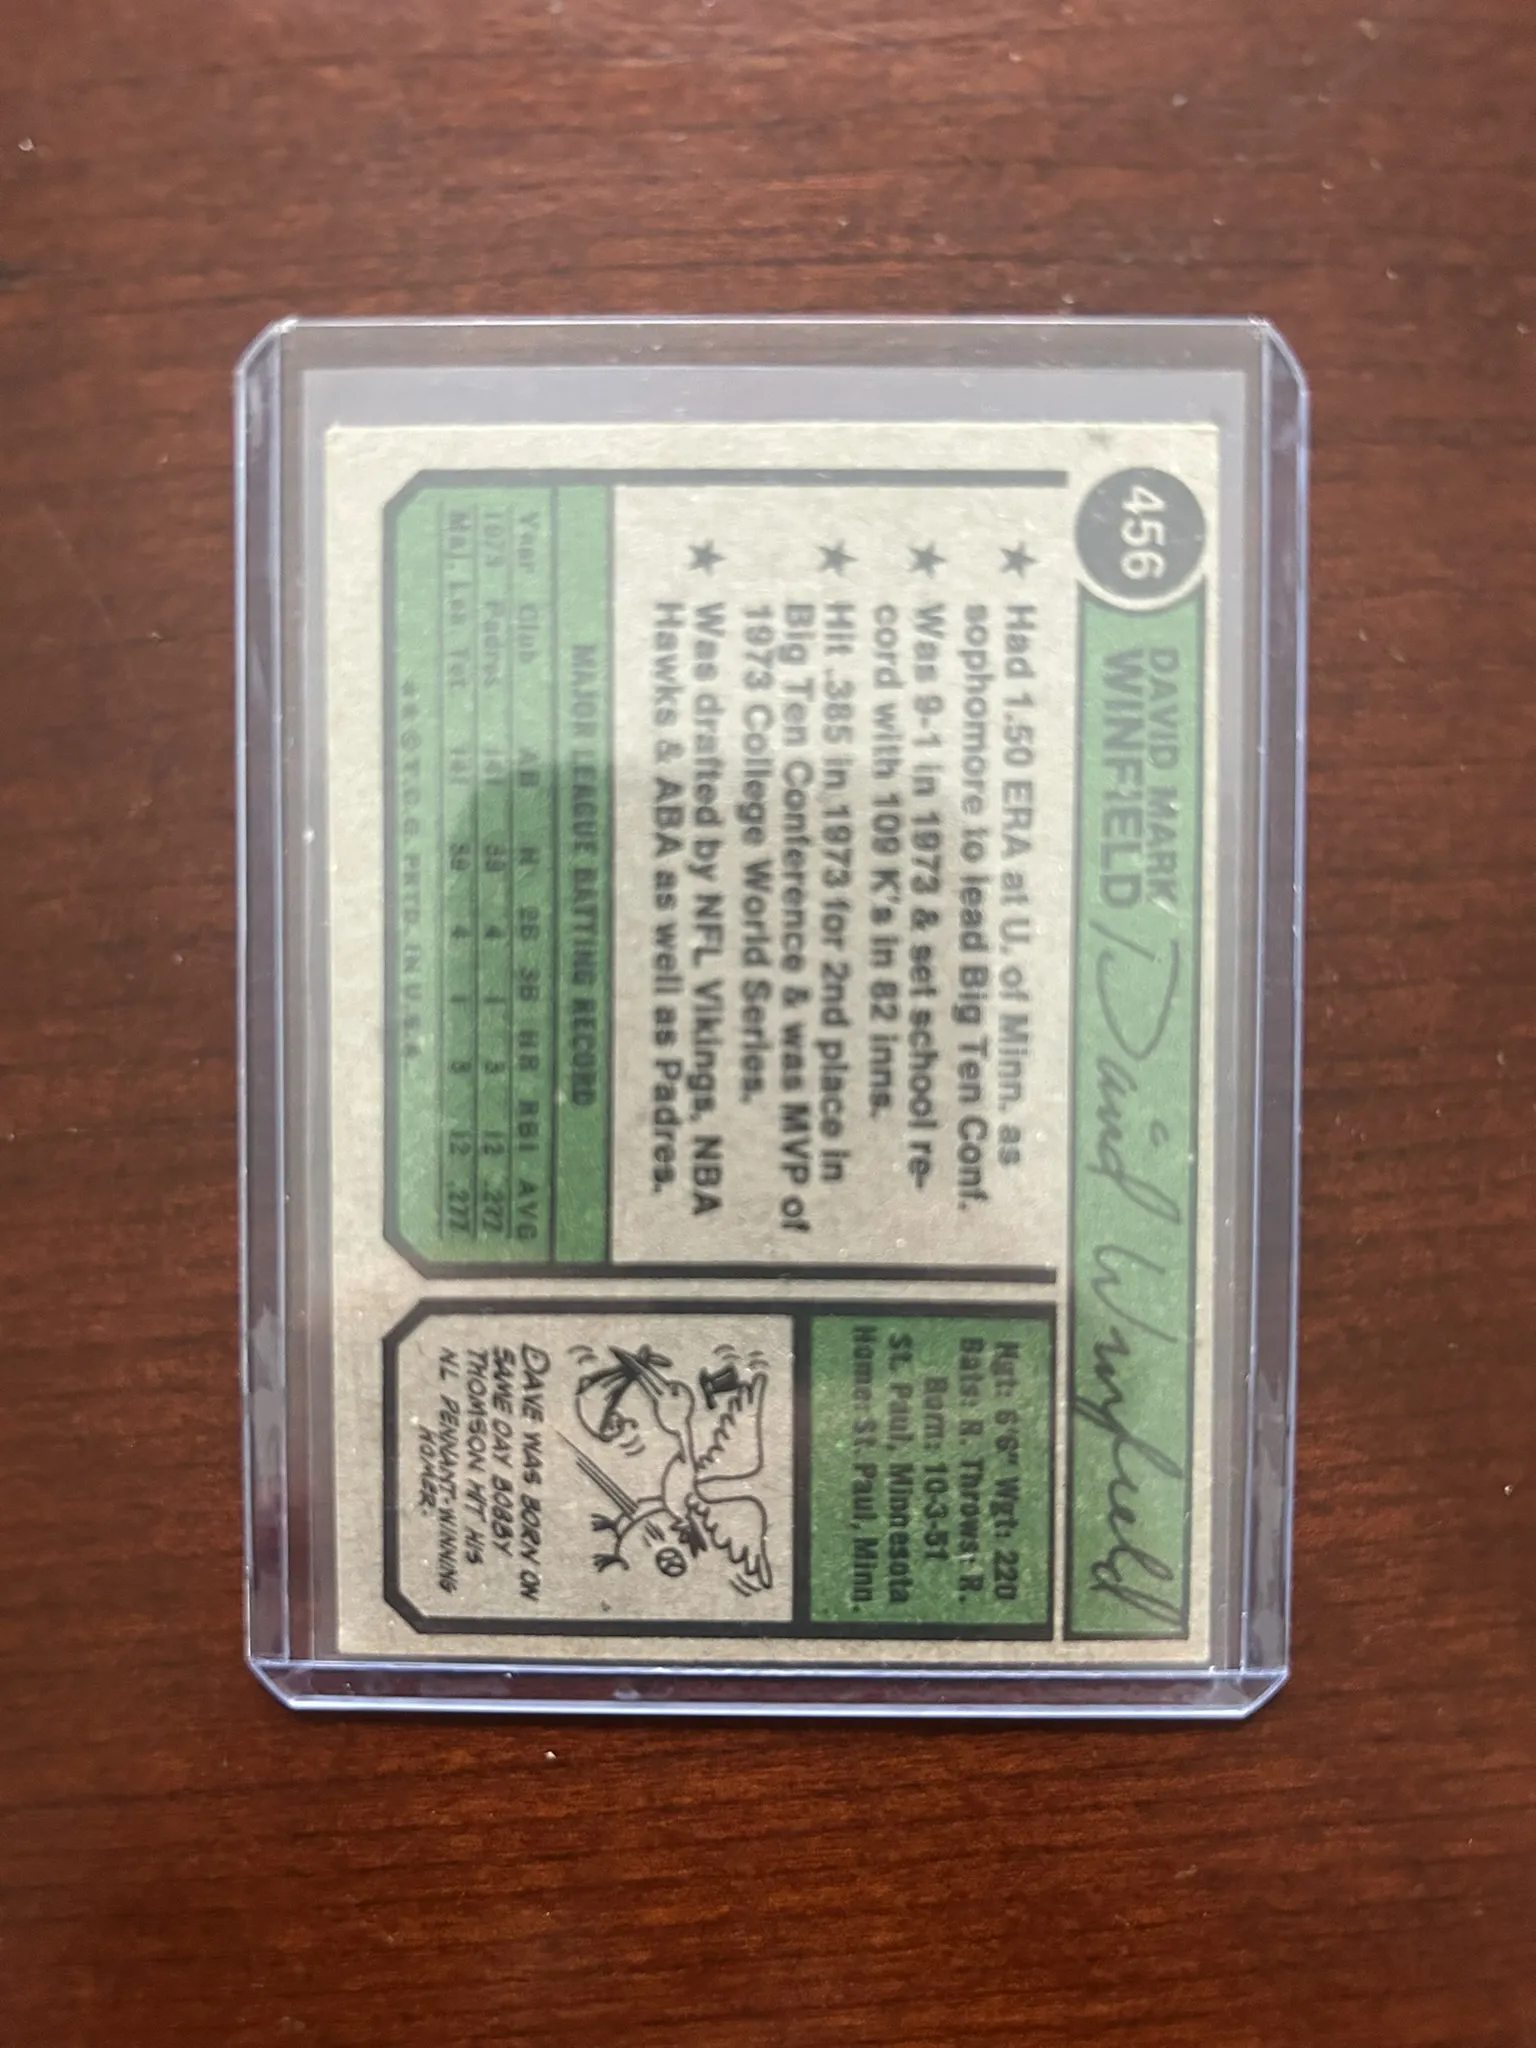 456
DAVID MARK
WINFIELD
David Winfield
★ Had 1.50 ERA at U. of Minn. as
sophomore to lead Big Ten Conf.
★ Was 9-1 in 1973 & set school re-
cord with 109 K's in 82 inns.
★ Hit .385 in 1973 for 2nd place in
Big Ten Conference & was MVP of
1973 College World Series.
★ Was drafted by NFL Vikings, NBA
Hawks & ABA as well as Padres.
MAJOR LEAGUE BATTING RECORD
Year Club AB H 2B 3B HR RBI AVG
1973 Padres 141 39 4 1 3 12 .277
Maj. Lea. Tot. 141 39 4 1 3 12 .277
★★©T.C.G. PRTD. IN U.S.A.
Hgt: 6'6" Wgt: 220
Bats: R. Throws: R.
Born: 10-3-51
St. Paul, Minnesota
Home: St. Paul, Minn.
DAVE WAS BORN ON
SAME DAY BOBBY
THOMSON HIT HIS
N.L. PENNANT-WINNING
HOMER.